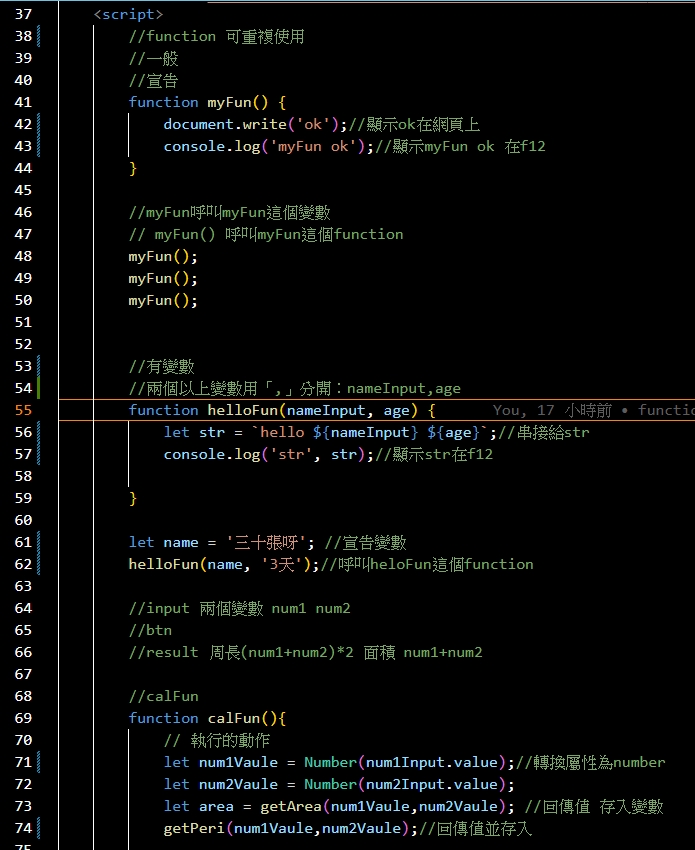 37 <script>
38 //function 可重複使用
39 //一般
40 //宣告
41 function myFun() {
42 document.write('ok');//顯示ok在網頁上
43 console.log('myFun ok');//顯示myFun ok 在f12
44 }
45
46 //myFun呼叫myFun這個變數
47 // myFun() 呼叫myFun這個function
48 myFun();
49 myFun();
50 myFun();
51
52
53 //有變數
54 //兩個以上變數用「,」分開：nameInput,age
55 function helloFun(nameInput, age) { You, 17 小時前 • functio
56 let str = `hello ${nameInput} ${age}`;//串接給str
57 console.log('str', str);//顯示str在f12
58
59 }
60
61 let name = '三十張呀'; //宣告變數
62 helloFun(name, '3天');//呼叫heloFun這個function
63
64 //input 兩個變數 num1 num2
65 //btn
66 //result 周長(num1+num2)*2 面積 num1+num2
67
68 //calFun
69 function calFun(){
70 // 執行的動作
71 let num1Vaule = Number(num1Input.value);//轉換屬性為number
72 let num2Vaule = Number(num2Input.value);
73 let area = getArea(num1Vaule,num2Vaule); //回傳值 存入變數
74 getPeri(num1Vaule,num2Vaule);//回傳值並存入
75